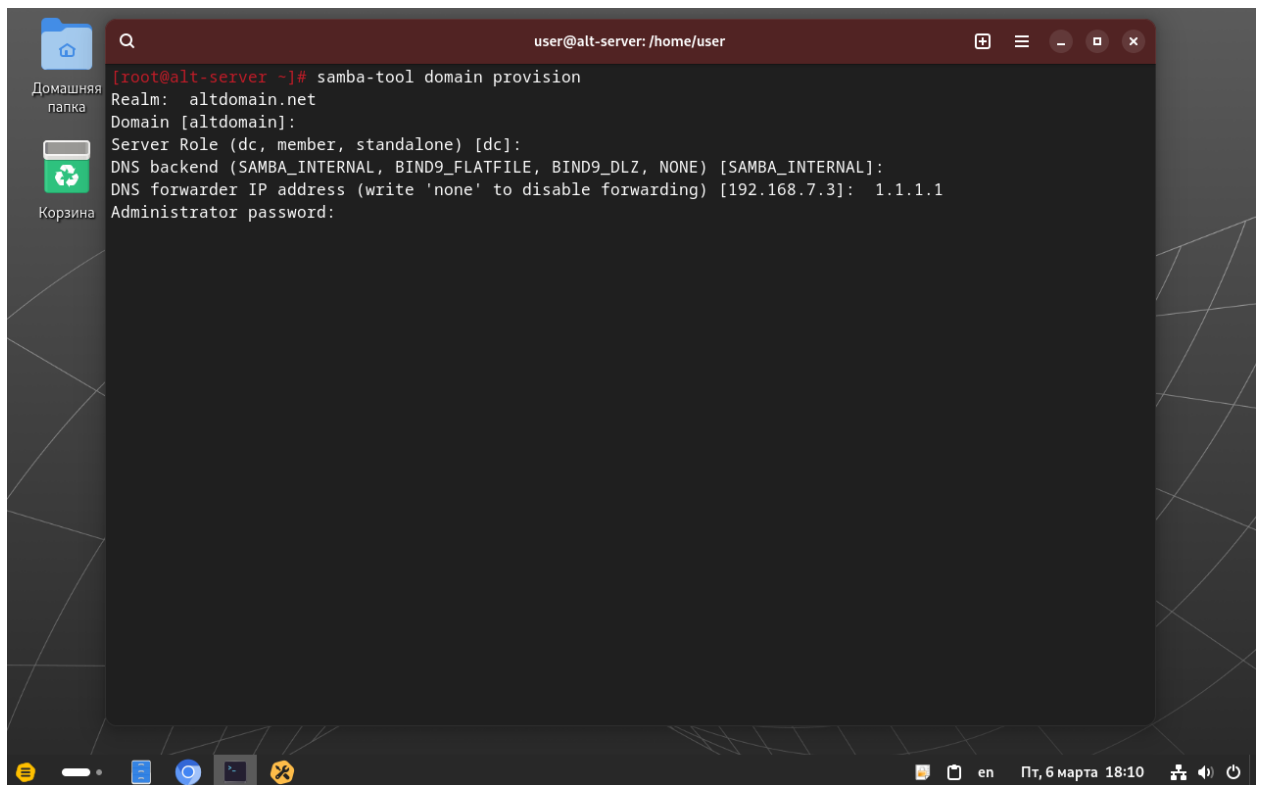 user@alt-server: /home/user
Домашняя
папка
Корзина
[root@alt-server ~]# samba-tool domain provision
Realm:  altdomain.net
Domain [altdomain]:
Server Role (dc, member, standalone) [dc]:
DNS backend (SAMBA_INTERNAL, BIND9_FLATFILE, BIND9_DLZ, NONE) [SAMBA_INTERNAL]:
DNS forwarder IP address (write 'none' to disable forwarding) [192.168.7.3]:  1.1.1.1
Administrator password:
en Пт, 6 марта 18:10